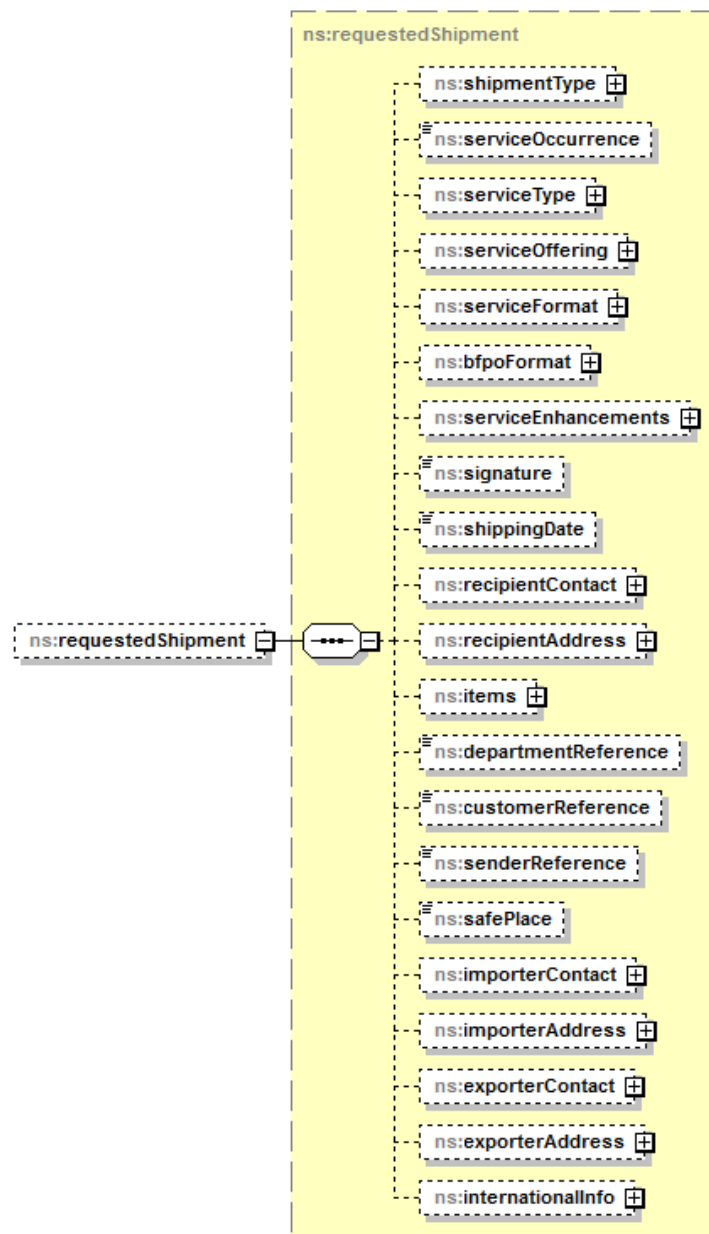 ns:requestedShipment
ns:shipmentType
ns:serviceOccurrence
ns:serviceType
ns:serviceOffering
ns:serviceFormat
ns:bfpoFormat
ns:serviceEnhancements
ns:signature
ns:shippingDate
ns:recipientContact
ns:requestedShipment
ns:recipientAddress
ns:items
ns:departmentReference
ns:customerReference
ns:senderReference
ns:safePlace
ns:importerContact
ns:importerAddress
ns:exporterContact
ns:exporterAddress
ns:internationalInfo